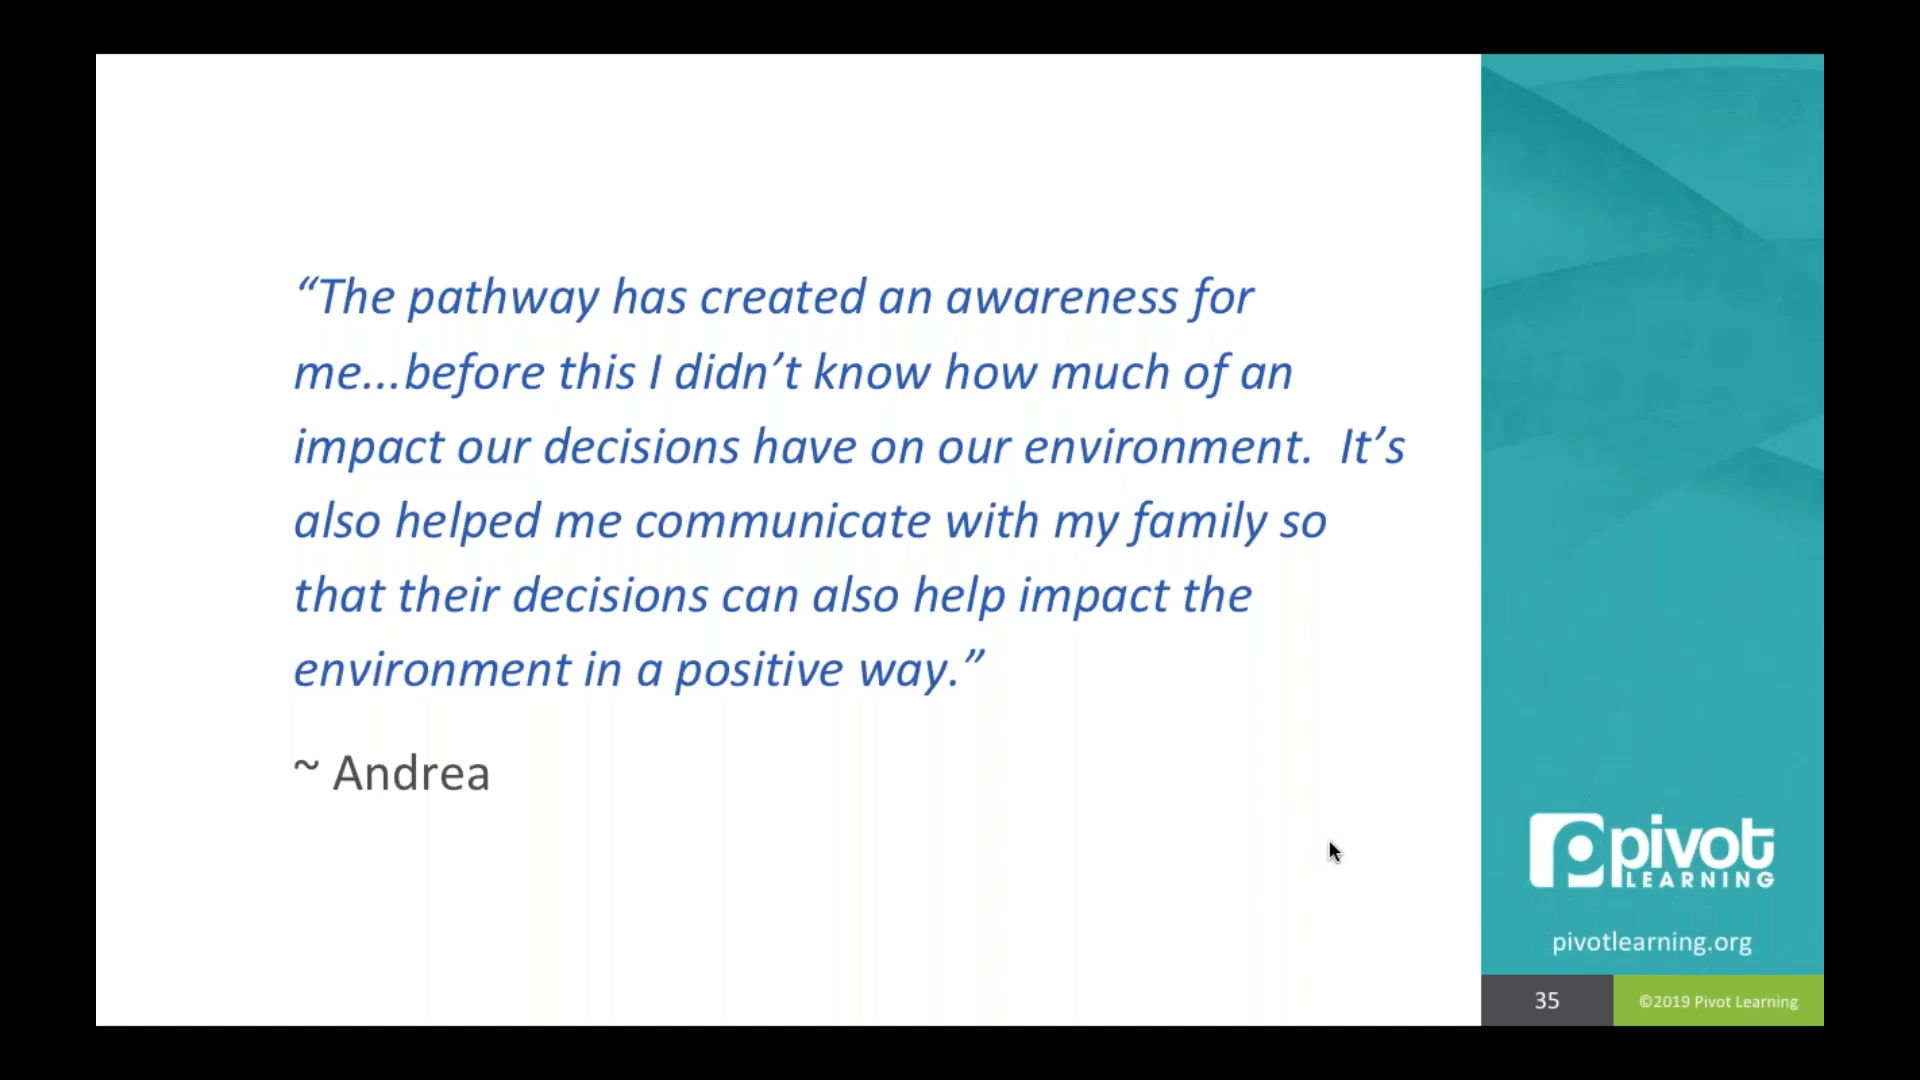 “The pathway has created an awareness for
me...before this I didn’t know how much of an
impact our decisions have on our environment.  It’s
also helped me communicate with my family so
that their decisions can also help impact the
environment in a positive way.”
~ Andrea
pivot
LEARNING
pivotlearning.org
35
©2019 Pivot Learning